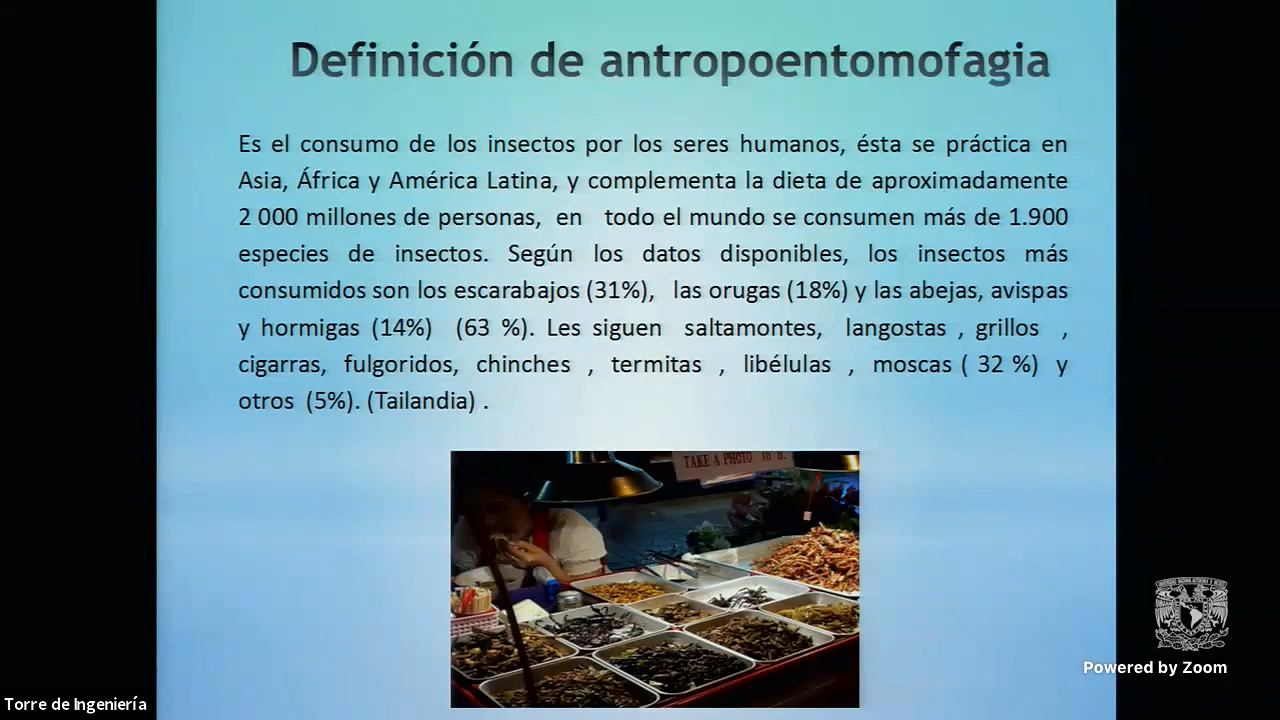 Definición de antropoentomofagia
Es el consumo de los insectos por los seres humanos, ésta se práctica en
Asia, África y América Latina, y complementa la dieta de aproximadamente
2 000 millones de personas, en todo el mundo se consumen más de 1.900
especies de insectos. Según los datos disponibles, los insectos más
consumidos son los escarabajos (31%), las orugas (18%) y las abejas, avispas
y hormigas (14%) (63 %). Les siguen saltamontes, langostas , grillos ,
cigarras, fulgoridos, chinches , termitas , libélulas , moscas ( 32 %) y
otros (5%). (Tailandia) .
TAKE A PHOTO
Powered by Zoom
Torre de Ingeniería